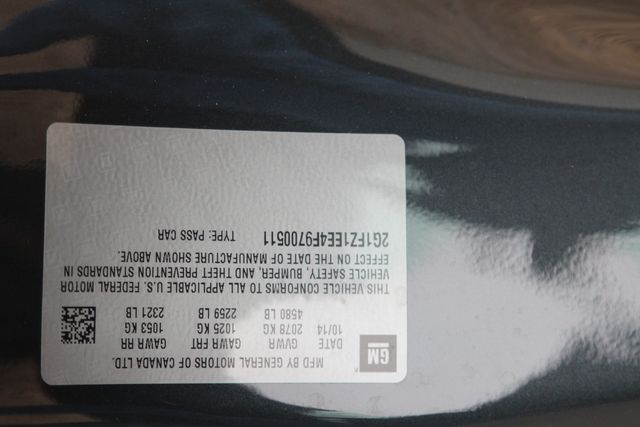 MFD BY GENERAL MOTORS OF CANADA LTD.
GM
DATE GVWR GAWR FRT GAWR RR
10/14 2078 KG 1025 KG 1053 KG
4580 LB 2259 LB 2321 LB
THIS VEHICLE CONFORMS TO ALL APPLICABLE U.S. FEDERAL MOTOR
VEHICLE SAFETY, BUMPER, AND THEFT PREVENTION STANDARDS IN
EFFECT ON THE DATE OF MANUFACTURE SHOWN ABOVE.
2G1FZ1EE4F9700511 TYPE: PASS CAR